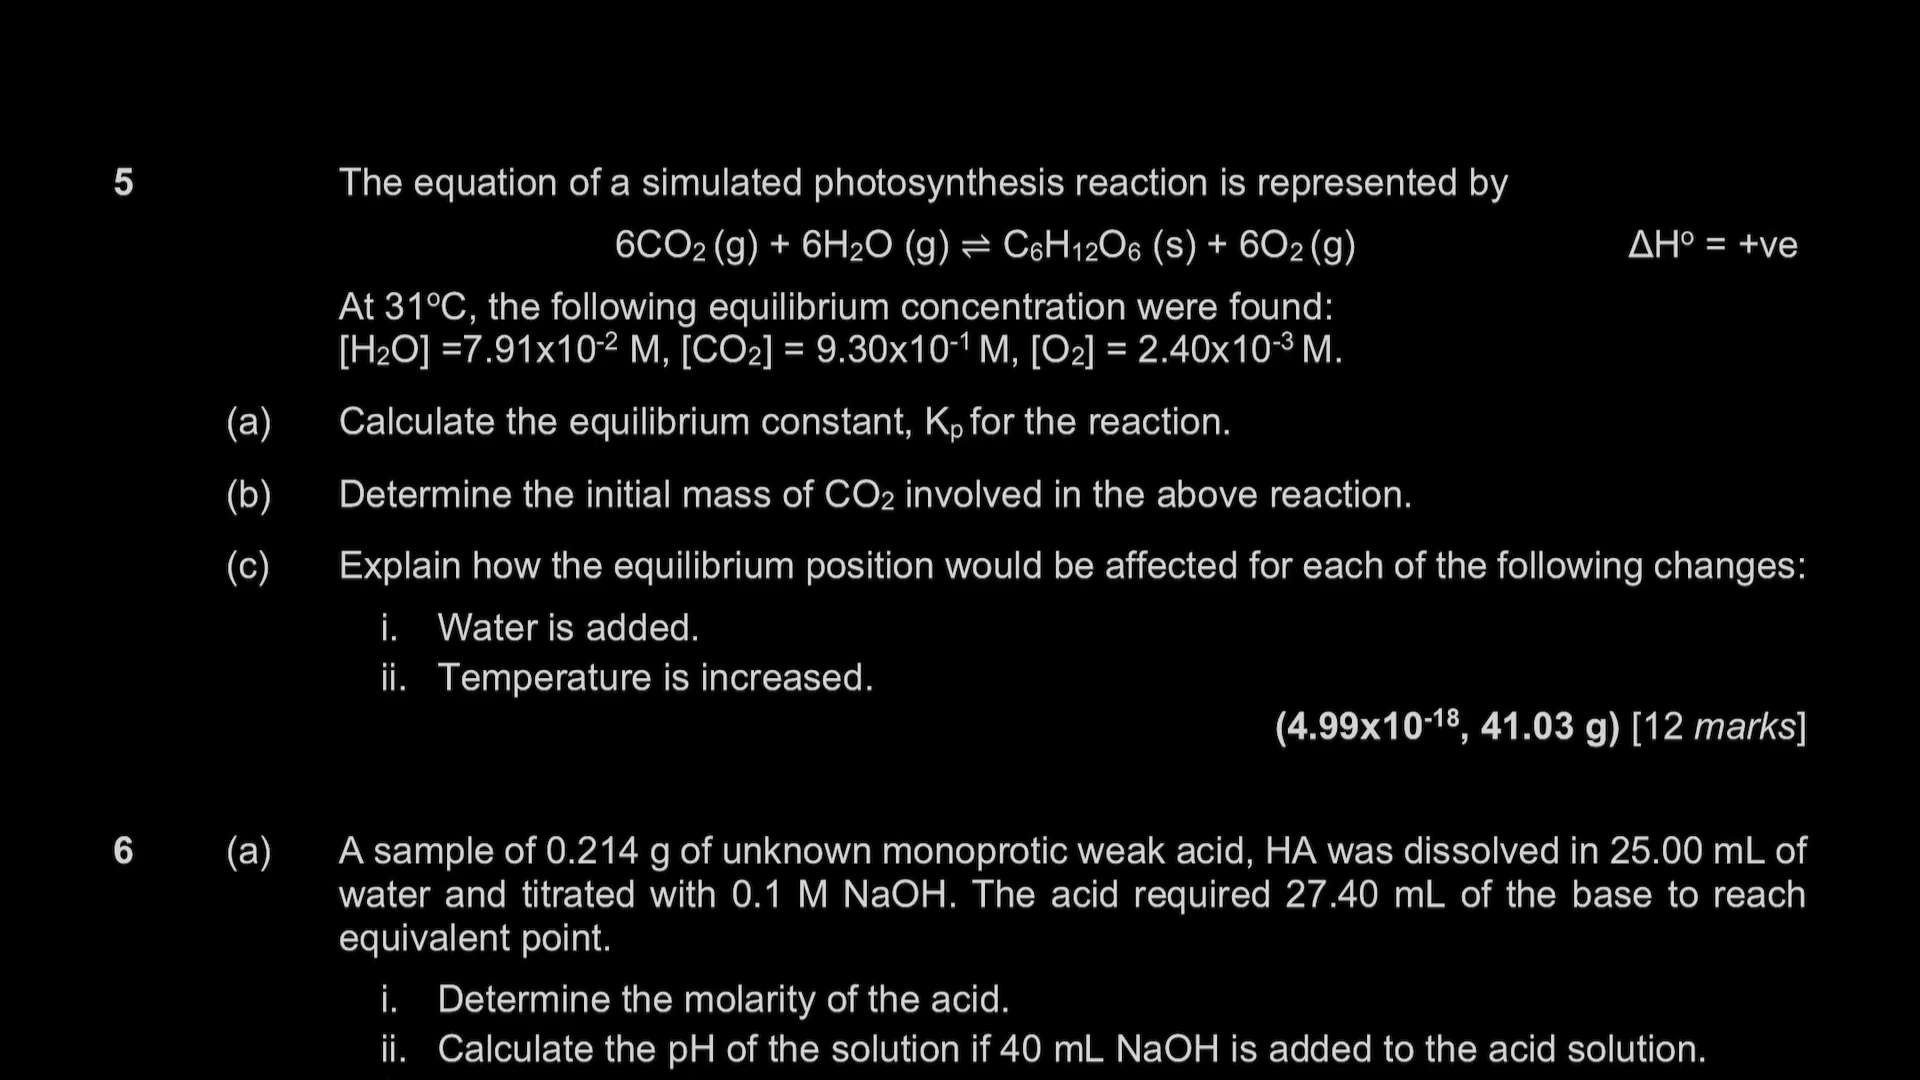 5 The equation of a simulated photosynthesis reaction is represented by
6CO₂ (g) + 6H₂O (g) ⇌ C₆H₁₂O₆ (s) + 6O₂ (g) ΔHᵒ = +ve
At 31ᵒC, the following equilibrium concentration were found:
[H₂O] =7.91x10⁻² M, [CO₂] = 9.30x10⁻¹ M, [O₂] = 2.40x10⁻³ M.
(a) Calculate the equilibrium constant, Kₚ for the reaction.
(b) Determine the initial mass of CO₂ involved in the above reaction.
(c) Explain how the equilibrium position would be affected for each of the following changes:
i. Water is added.
ii. Temperature is increased.
(4.99x10⁻¹⁸, 41.03 g) [12 marks]
6 (a) A sample of 0.214 g of unknown monoprotic weak acid, HA was dissolved in 25.00 mL of
water and titrated with 0.1 M NaOH. The acid required 27.40 mL of the base to reach
equivalent point.
i. Determine the molarity of the acid.
ii. Calculate the pH of the solution if 40 mL NaOH is added to the acid solution.